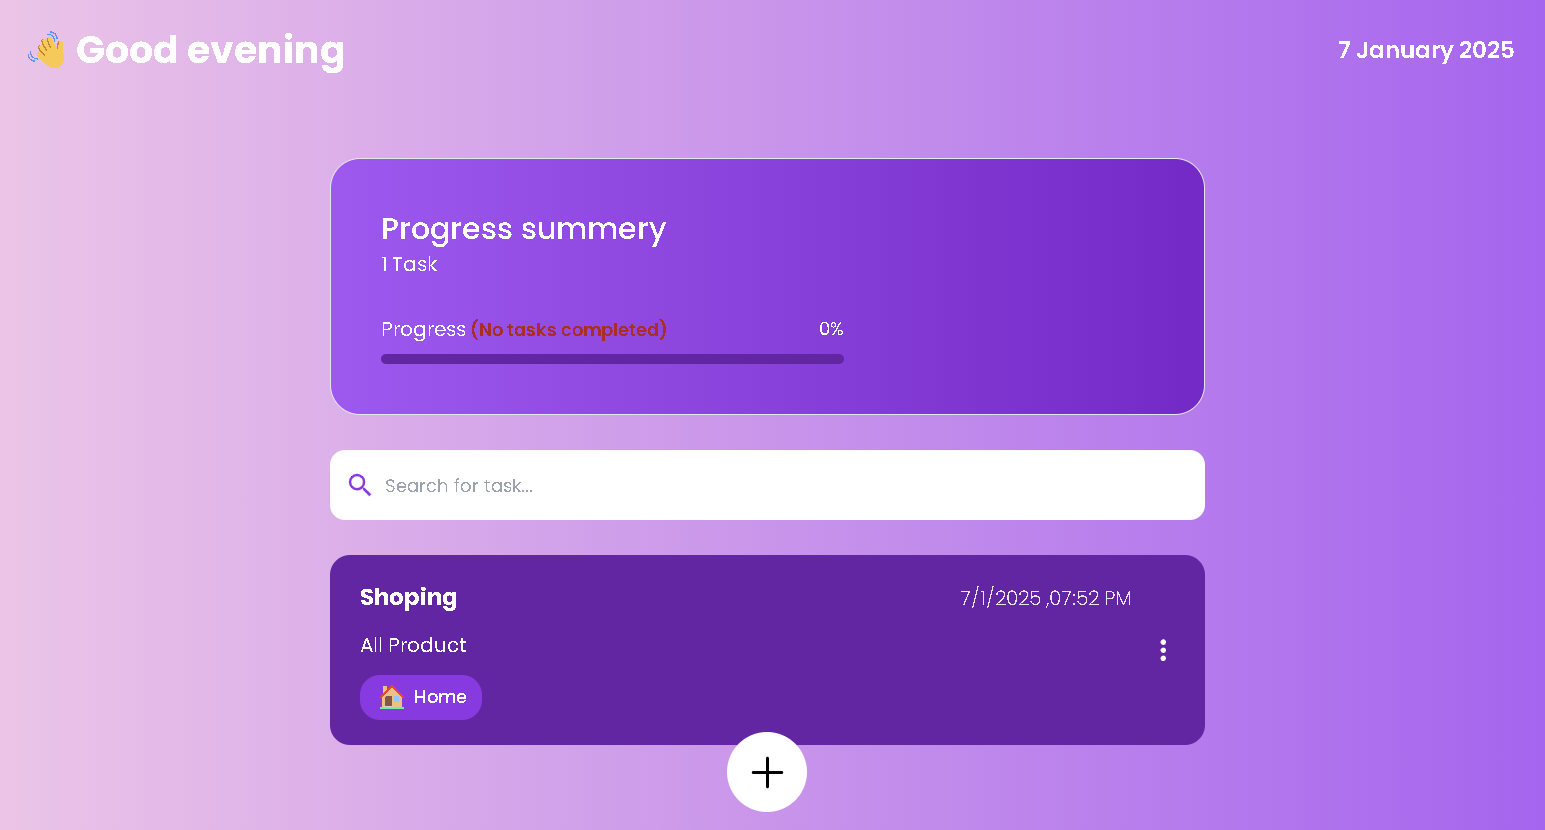 Good evening
7 January 2025
Progress summery
1 Task
Progress (No tasks completed) 0%
Search for task...
Shoping 7/1/2025 ,07:52 PM
All Product
Home